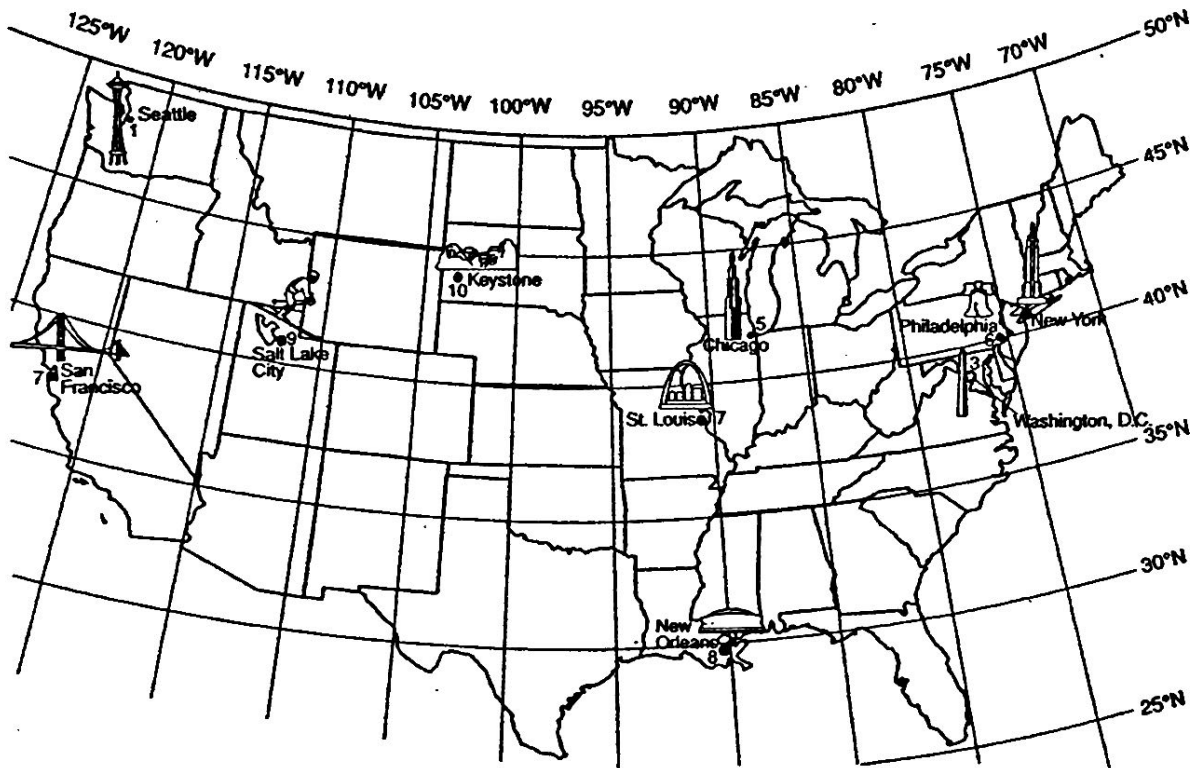 125°W
120°W
115°W
110°W
105°W
100°W
95°W
90°W
85°W
80°W
75°W
70°W
50°N
45°N
40°N
35°N
30°N
25°N
Seattle
1
Keystone
10
9
Salt Lake
City
San
Francisco
7
5
Chicago
St. Louis
7
Philadelphia
6
New York
3
Washington, D.C.
New
Orleans
8